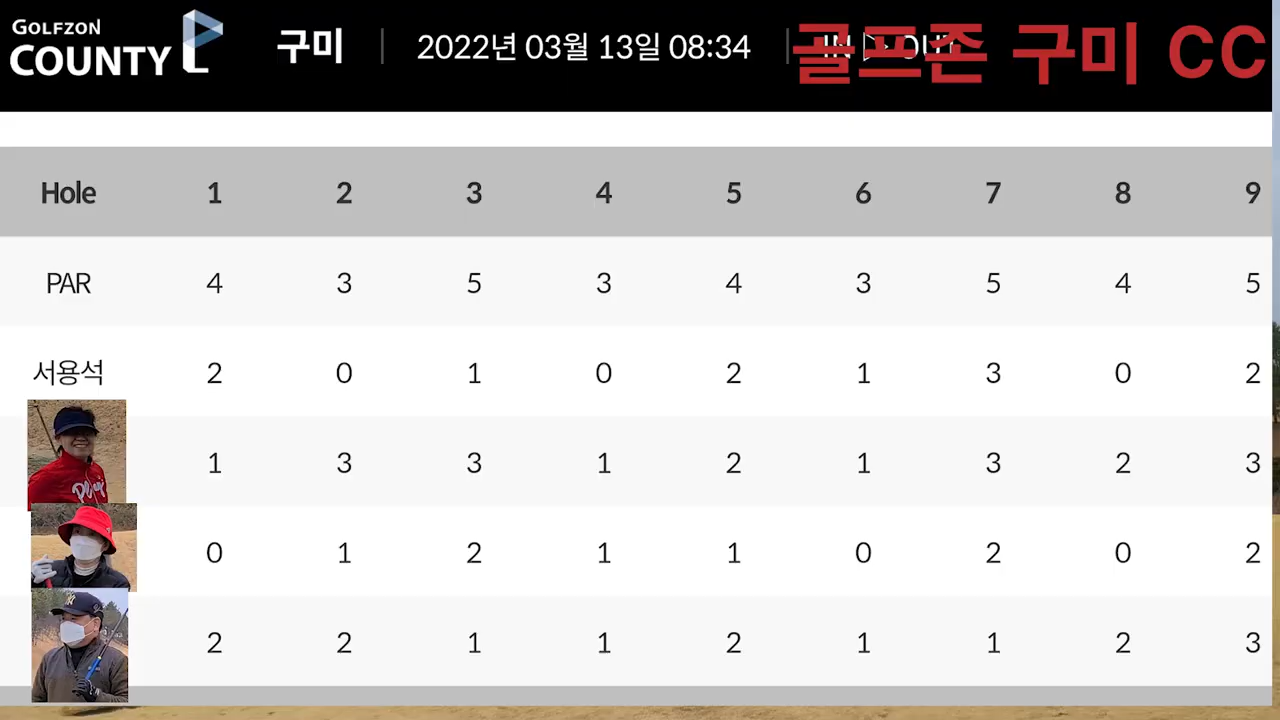 GOLFZON
COUNTY
구미 | 2022년 03월 13일 08:34 | IN ▷ OUT
골프존 구미 CC
Hole 1 2 3 4 5 6 7 8 9
PAR 4 3 5 3 4 3 5 4 5
서용석 2 0 1 0 2 1 3 0 2
1 3 3 1 2 1 3 2 3
0 1 2 1 1 0 2 0 2
2 2 1 1 2 1 1 2 3